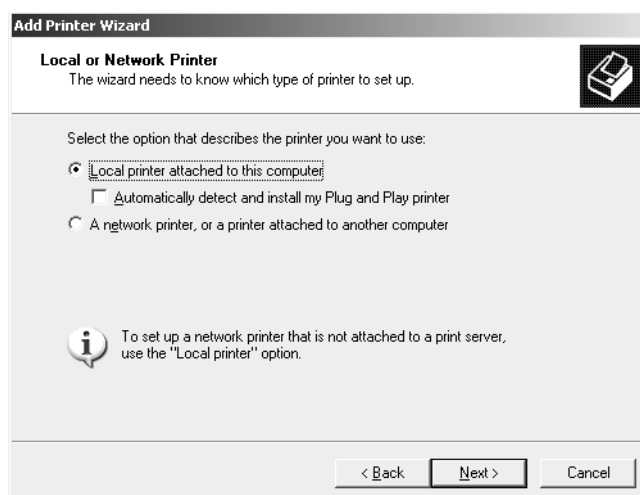 Add Printer Wizard
Local or Network Printer
The wizard needs to know which type of printer to set up.
Select the option that describes the printer you want to use:
Local printer attached to this computer
Automatically detect and install my Plug and Play printer
A network printer, or a printer attached to another computer
To set up a network printer that is not attached to a print server,
use the "Local printer" option.
< Back Next > Cancel